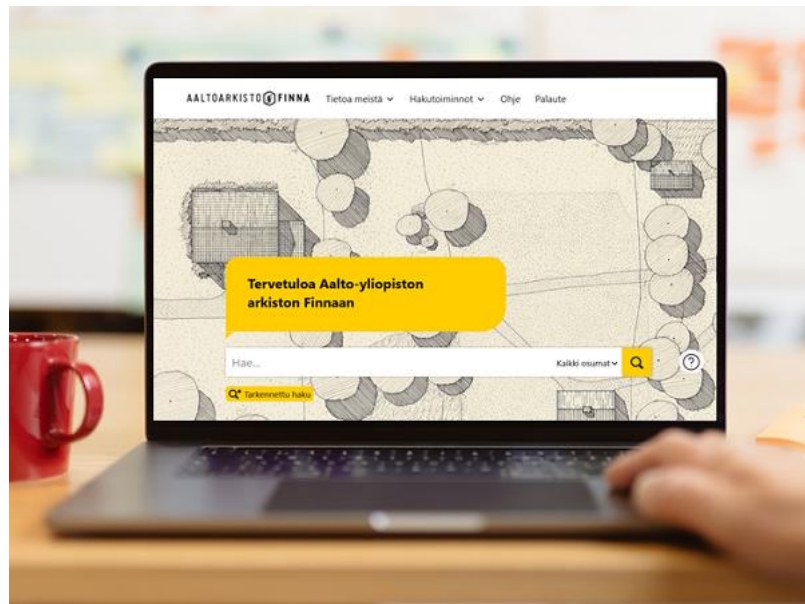 AALTOARKISTO FINNA Tietoa meistä Hakutoiminnot Ohje Palaute
Tervetuloa Aalto-yliopiston
arkiston Finnaan
Hae... Kaikki osumat ?
Tarkennettu haku